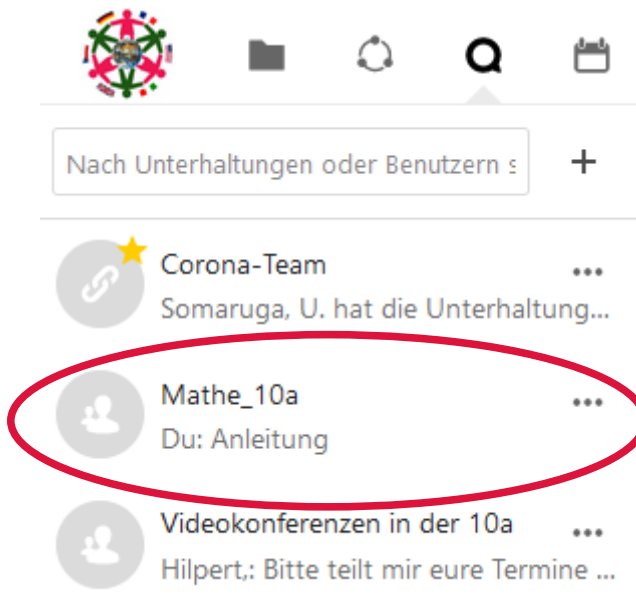 Nach Unterhaltungen oder Benutzern s
Corona-Team
Somaruga, U. hat die Unterhaltung...
Mathe_10a
Du: Anleitung
Videokonferenzen in der 10a
Hilpert,: Bitte teilt mir eure Termine ...